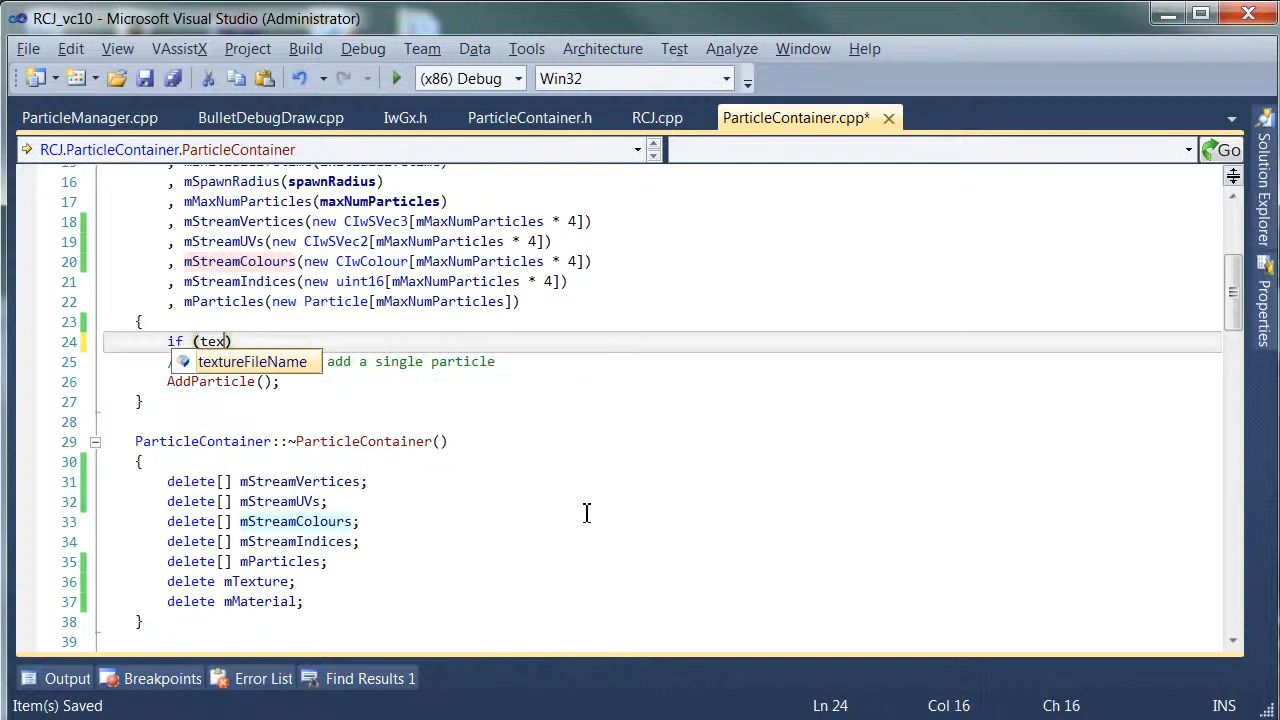 RCJ_vc10 - Microsoft Visual Studio (Administrator)
File Edit View VAssistX Project Build Debug Team Data Tools Architecture Test Analyze Window Help
(x86) Debug Win32
ParticleManager.cpp BulletDebugDraw.cpp IwGx.h ParticleContainer.h RCJ.cpp ParticleContainer.cpp*
RCJ.ParticleContainer.ParticleContainer Go
16 , mSpawnRadius(spawnRadius)
17 , mMaxNumParticles(maxNumParticles)
18 , mStreamVertices(new CIwSVec3[mMaxNumParticles * 4])
19 , mStreamUVs(new CIwSVec2[mMaxNumParticles * 4])
20 , mStreamColours(new CIwColour[mMaxNumParticles * 4])
21 , mStreamIndices(new uint16[mMaxNumParticles * 4])
22 , mParticles(new Particle[mMaxNumParticles])
23 {
24 if (tex)
25 / textureFileName add a single particle
26 AddParticle();
27 }
28
29 ParticleContainer::~ParticleContainer()
30 {
31 delete[] mStreamVertices;
32 delete[] mStreamUVs;
33 delete[] mStreamColours;
34 delete[] mStreamIndices;
35 delete[] mParticles;
36 delete mTexture;
37 delete mMaterial;
38 }
39
Solution Explorer
Properties
Output Breakpoints Error List Find Results 1
Item(s) Saved Ln 24 Col 16 Ch 16 INS